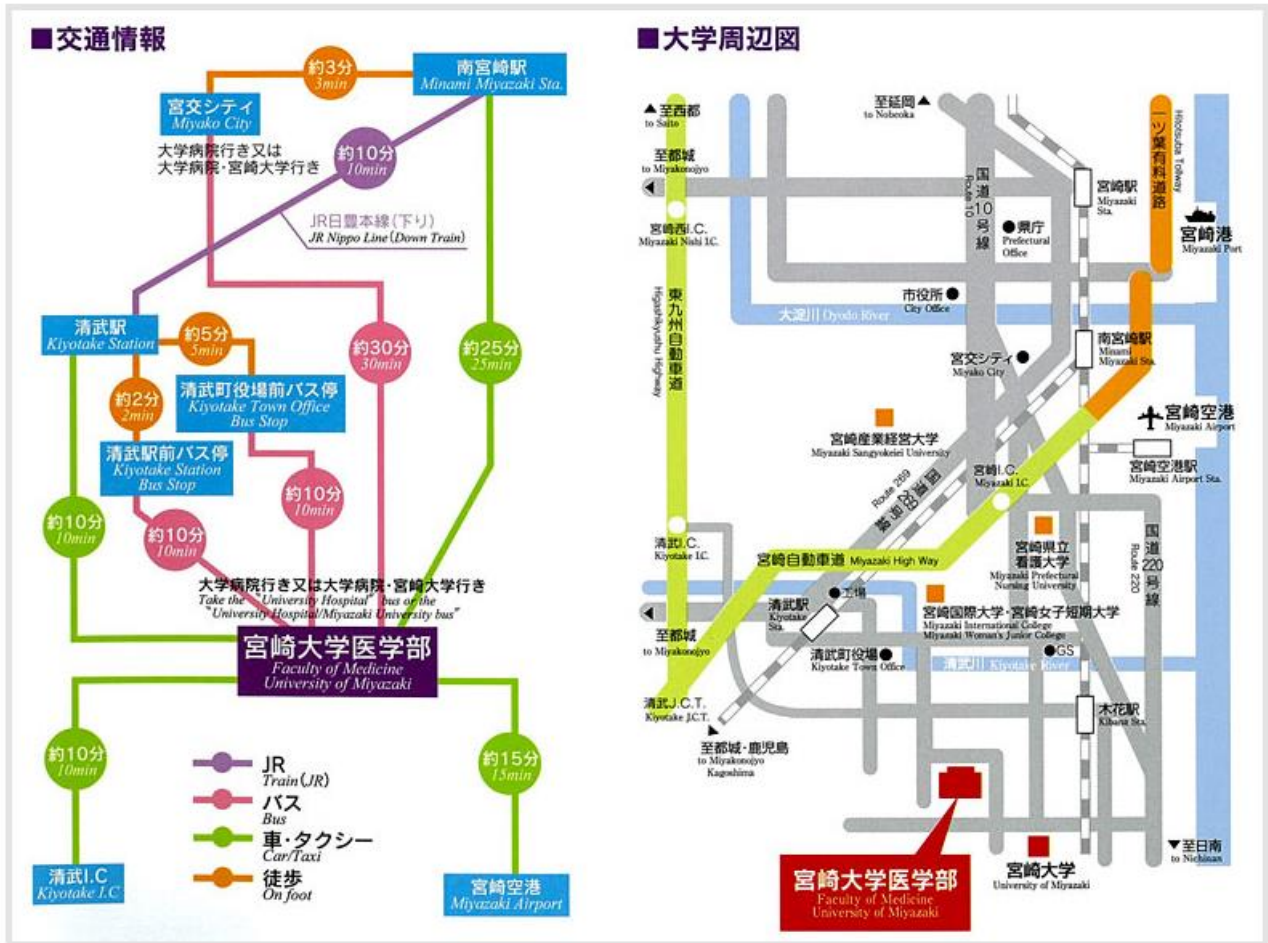 ■交通情報
約3分
3min
南宮崎駅
Minami Miyazaki Sta.
宮交シティ
Miyako City
大学病院行き又は
大学病院・宮崎大学行き
約10分
10min
JR日豊本線(下り)
JR Nippo Line(Down Train)
清武駅
Kiyotake Station
約5分
5min
約30分
30min
約25分
25min
清武町役場前バス停
Kiyotake Town Office
Bus Stop
約2分
2min
清武駅前バス停
Kiyotake Station
Bus Stop
約10分
10min
約10分
10min
約10分
10min
大学病院行き又は大学病院・宮崎大学行き
Take the "University Hospital" bus or the
"University Hospital/Miyazaki University bus"
宮崎大学医学部
Faculty of Medicine
University of Miyazaki
約10分
10min
約15分
15min
JR
Train(JR)
バス
Bus
車・タクシー
Car/Taxi
徒歩
On foot
清武I.C
Kiyotake I.C
宮崎空港
Miyazaki Airport
■大学周辺図
▲至西都
to Saito
至延岡▲
to Nobeoka
至都城
to Miyakonojyo
一ツ葉有料道路
Hitotsuba Tollway
国道10号線
Route 10
宮崎駅
Miyazaki
Sta.
宮崎港
Miyazaki Port
宮崎西I.C.
Miyazaki Nishi I.C.
●県庁
Prefectural
Office
東九州自動車道
Higashikyushu Highway
市役所●
City Office
大淀川 Oyodo River
南宮崎駅
Minami
Miyazaki Sta.
宮交シティ●
Miyako City
宮崎空港
Miyazaki Airport
宮崎産業経営大学
Miyazaki Sangyokeiei University
宮崎空港駅
Miyazaki Airport Sta.
宮崎I.C.
Miyazaki I.C.
Route 269
国道269号線
清武I.C.
Kiyotake I.C.
宮崎自動車道 Miyazaki High Way
宮崎県立
看護大学
Miyazaki Prefectural
Nursing University
国道220号線
Route 220
●工場
清武駅
Kiyotake
Sta.
宮崎国際大学・宮崎女子短期大学
Miyazaki International College
Miyazaki Woman's Junior College
至都城
to Miyakonojyo
清武町役場●
Kiyotake Town Office
●GS
清武川 Kiyotake River
清武J.C.T.
Kiyotake J.C.T.
木花駅
Kibana Sta.
至都城・鹿児島
to Miyakonojyo
Kagoshima
宮崎大学医学部
Faculty of Medicine
University of Miyazaki
宮崎大学
University of Miyazaki
▼至日南
to Nichinan